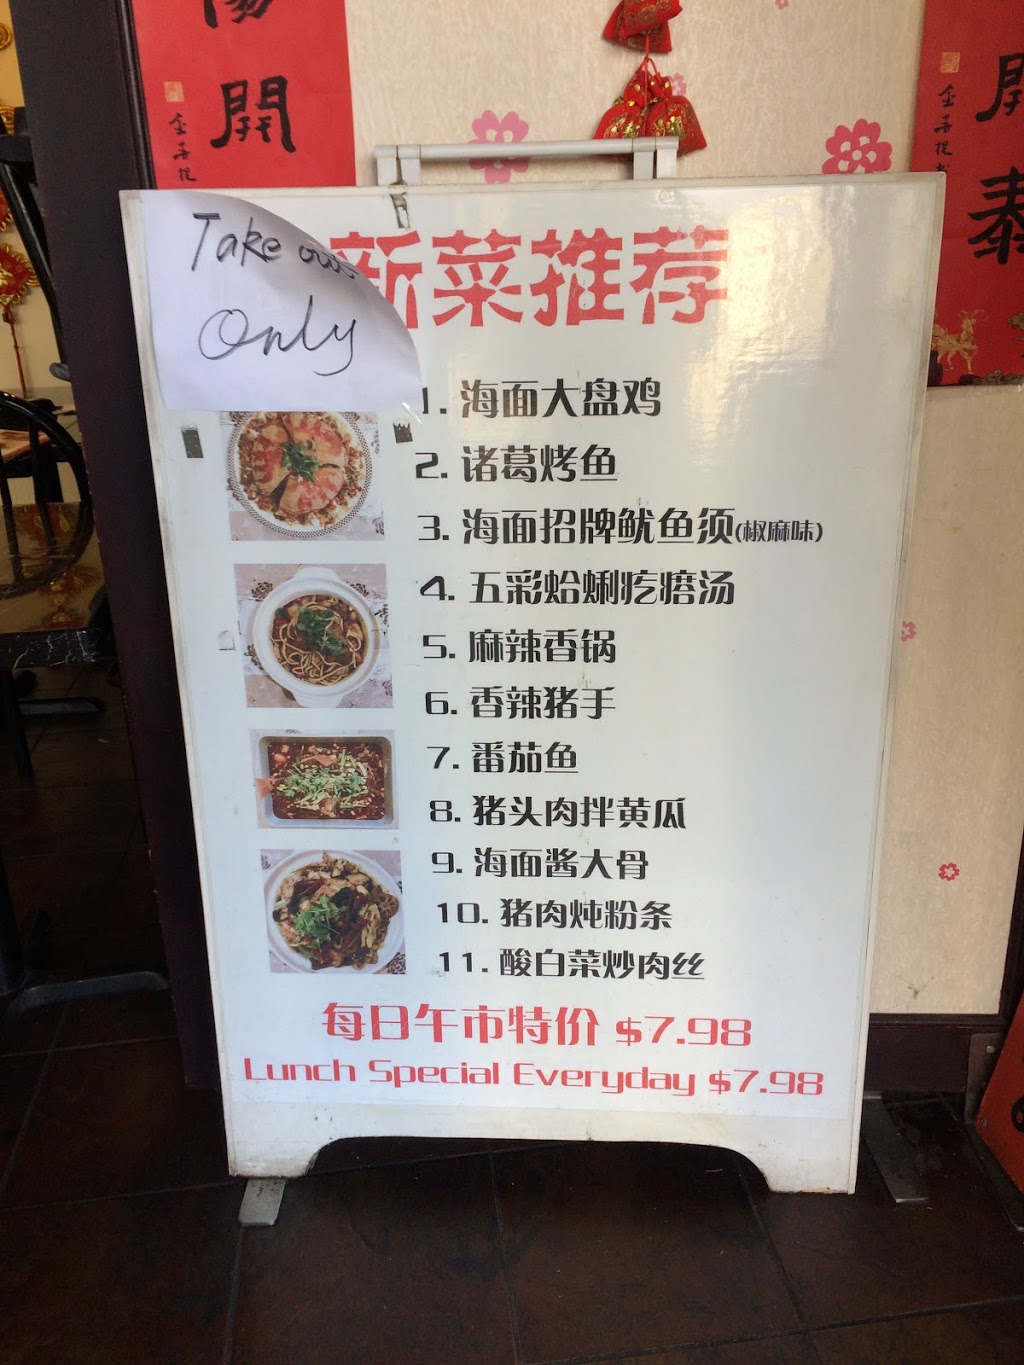 開
Take out
Only
新菜推荐
1. 海面大盘鸡
2. 诸葛烤鱼
3. 海面招牌鱿鱼须(椒麻味)
4. 五彩蛤蜊疙瘩汤
5. 麻辣香锅
6. 香辣猪手
7. 番茄鱼
8. 猪头肉拌黄瓜
9. 海面酱大骨
10. 猪肉炖粉条
11. 酸白菜炒肉丝
每日午市特价 $7.98
Lunch Special Everyday $7.98
泰